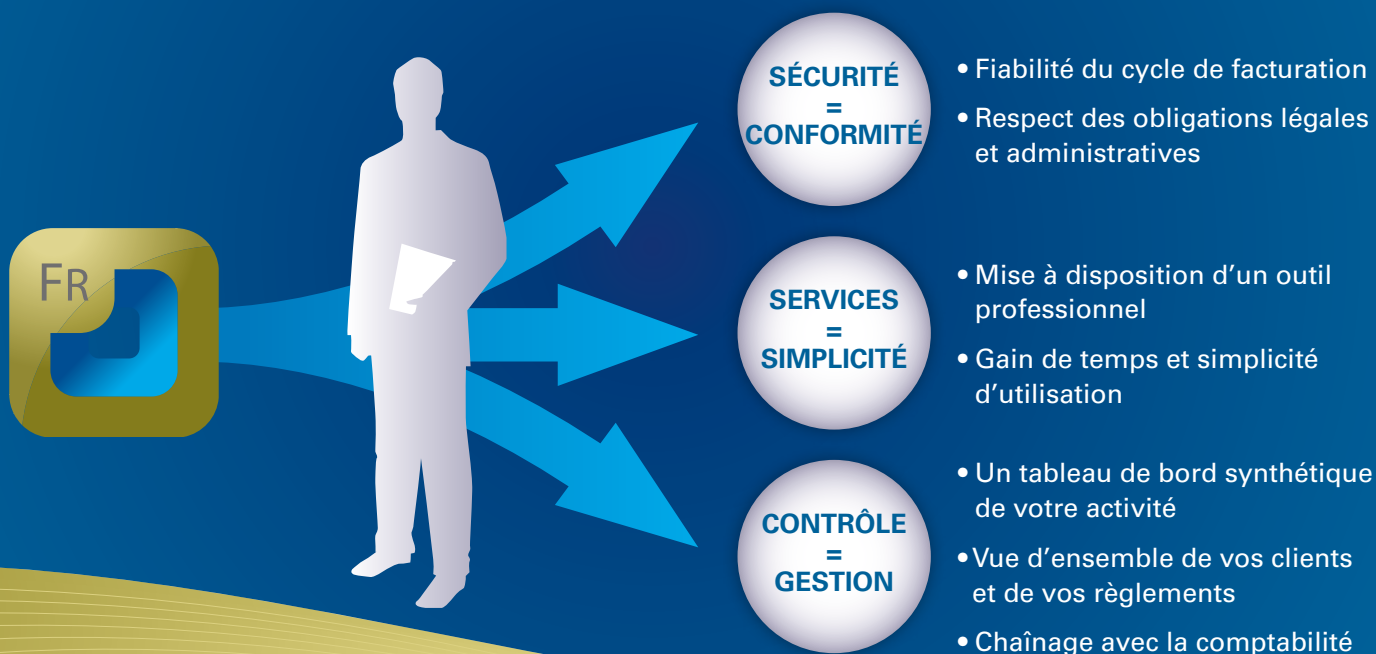 FR
SÉCURITÉ
=
CONFORMITÉ
• Fiabilité du cycle de facturation
• Respect des obligations légales
et administratives
SERVICES
=
SIMPLICITÉ
• Mise à disposition d’un outil
professionnel
• Gain de temps et simplicité
d’utilisation
CONTRÔLE
=
GESTION
• Un tableau de bord synthétique
de votre activité
• Vue d’ensemble de vos clients
et de vos règlements
• Chaînage avec la comptabilité